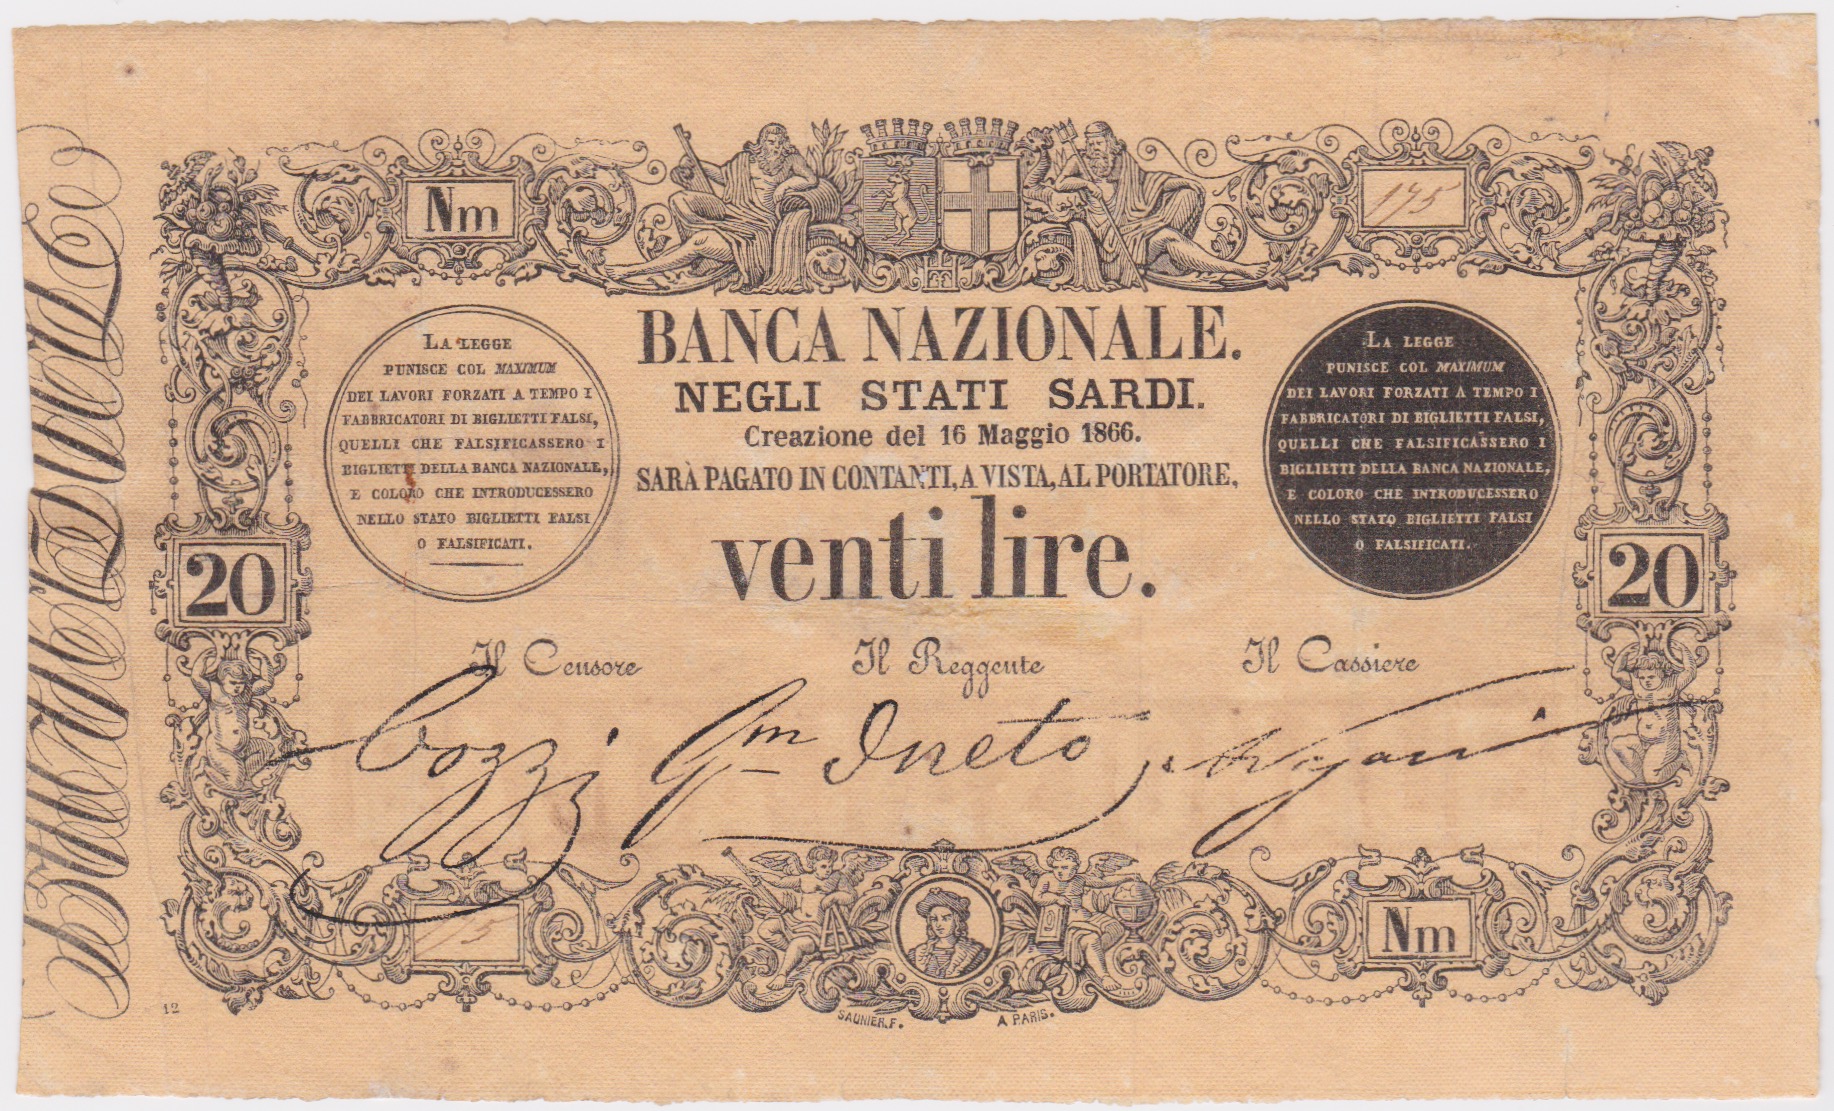 Nm
175
BANCA NAZIONALE.
NEGLI STATI SARDI.
Creazione del 16 Maggio 1866.
SARÀ PAGATO IN CONTANTI, A VISTA, AL PORTATORE,
venti lire.
LA LEGGE
PUNISCE COL MAXIMUM
DEI LAVORI FORZATI A TEMPO I
FABBRICATORI DI BIGLIETTI FALSI,
QUELLI CHE FALSIFICASSERO I
BIGLIETTI DELLA BANCA NAZIONALE,
E COLORO CHE INTRODUCESSERO
NELLO STATO BIGLIETTI FALSI
O FALSIFICATI.
LA LEGGE
PUNISCE COL MAXIMUM
DEI LAVORI FORZATI A TEMPO I
FABBRICATORI DI BIGLIETTI FALSI,
QUELLI CHE FALSIFICASSERO I
BIGLIETTI DELLA BANCA NAZIONALE,
E COLORO CHE INTRODUCESSERO
NELLO STATO BIGLIETTI FALSI
O FALSIFICATI.
20
20
Il Censore
Il Reggente
Il Cassiere
Cozzi
Nm
12
SAUNIER.F.
A PARIS.